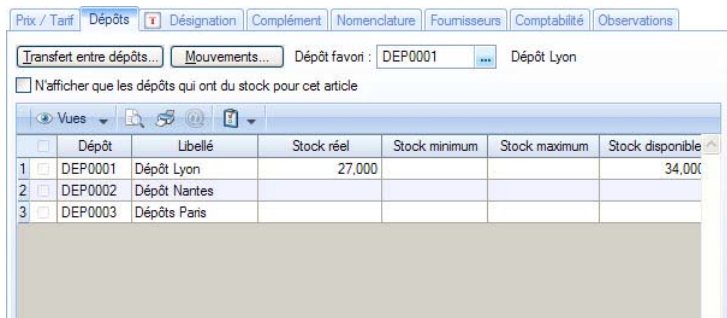 Prix / Tarif Dépôts T Désignation Complément Nomenclature Fournisseurs Comptabilité Observations
Transfert entre dépôts... Mouvements... Dépôt favori : DEP0001 ... Dépôt Lyon
N'afficher que les dépôts qui ont du stock pour cet article
Vues
Dépôt Libellé Stock réel Stock minimum Stock maximum Stock disponible
1 DEP0001 Dépôt Lyon 27,000 34,000
2 DEP0002 Dépôt Nantes
3 DEP0003 Dépôts Paris